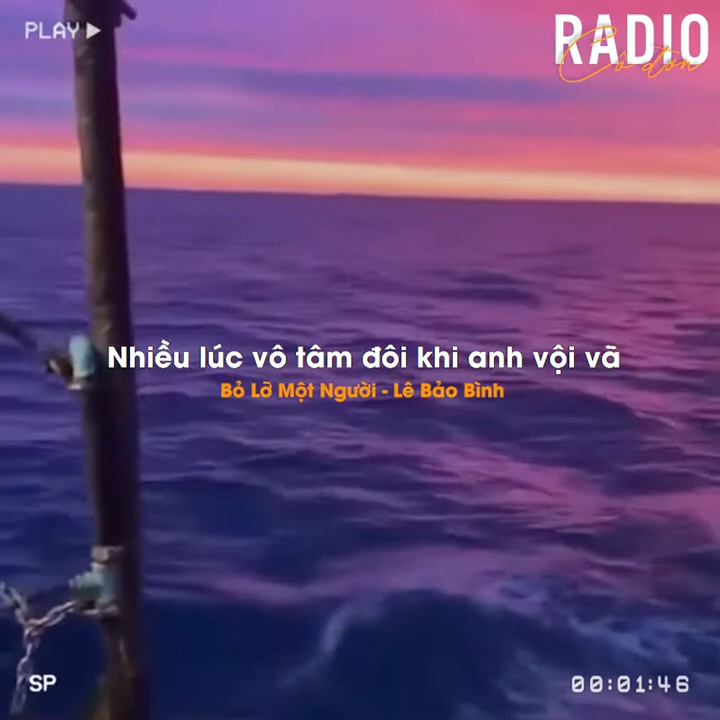 PLAY
RADIO
Cô đơn
Nhiều lúc vô tâm đôi khi anh vội vã
Bỏ Lỡ Một Người - Lê Bảo Bình
SP
00:01:46